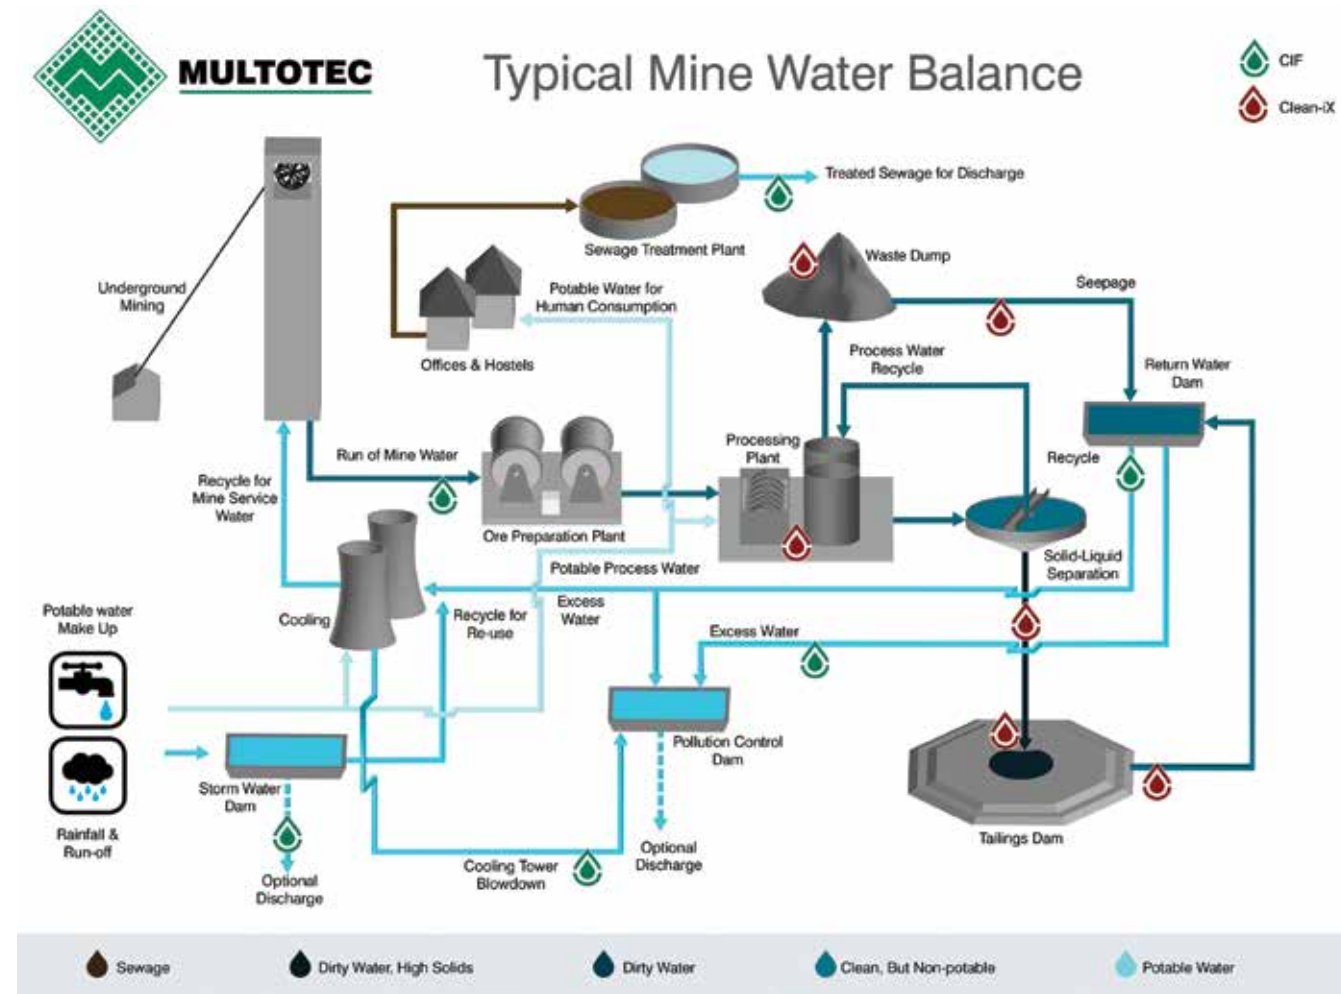 MULTOTEC
Typical Mine Water Balance
CIF
Clean-iX
Treated Sewage for Discharge
Sewage Treatment Plant
Waste Dump
Underground
Mining
Potable Water for
Human Consumption
Seepage
Offices & Hostels
Process Water
Recycle
Return Water
Dam
Run of Mine Water
Processing
Plant
Recycle
Recycle for
Mine Service
Water
Ore Preparation Plant
Solid-Liquid
Separation
Potable Process Water
Potable water
Make Up
Cooling
Recycle for
Re-use
Excess
Water
Excess Water
Pollution Control
Dam
Storm Water
Dam
Rainfall &
Run-off
Optional
Discharge
Cooling Tower
Blowdown
Optional
Discharge
Tailings Dam
Sewage
Dirty Water, High Solids
Dirty Water
Clean, But Non-potable
Potable Water